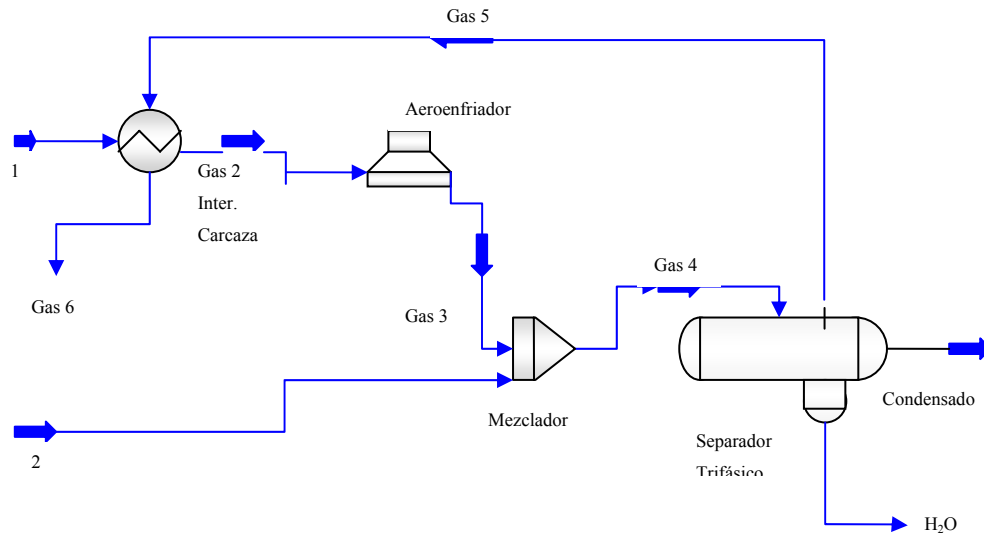 Gas 5
Aeroenfriador
1
Gas 2
Inter.
Carcaza
Gas 4
Gas 6
Gas 3
Mezclador
Condensado
Separador
Trifásico
2
H₂O